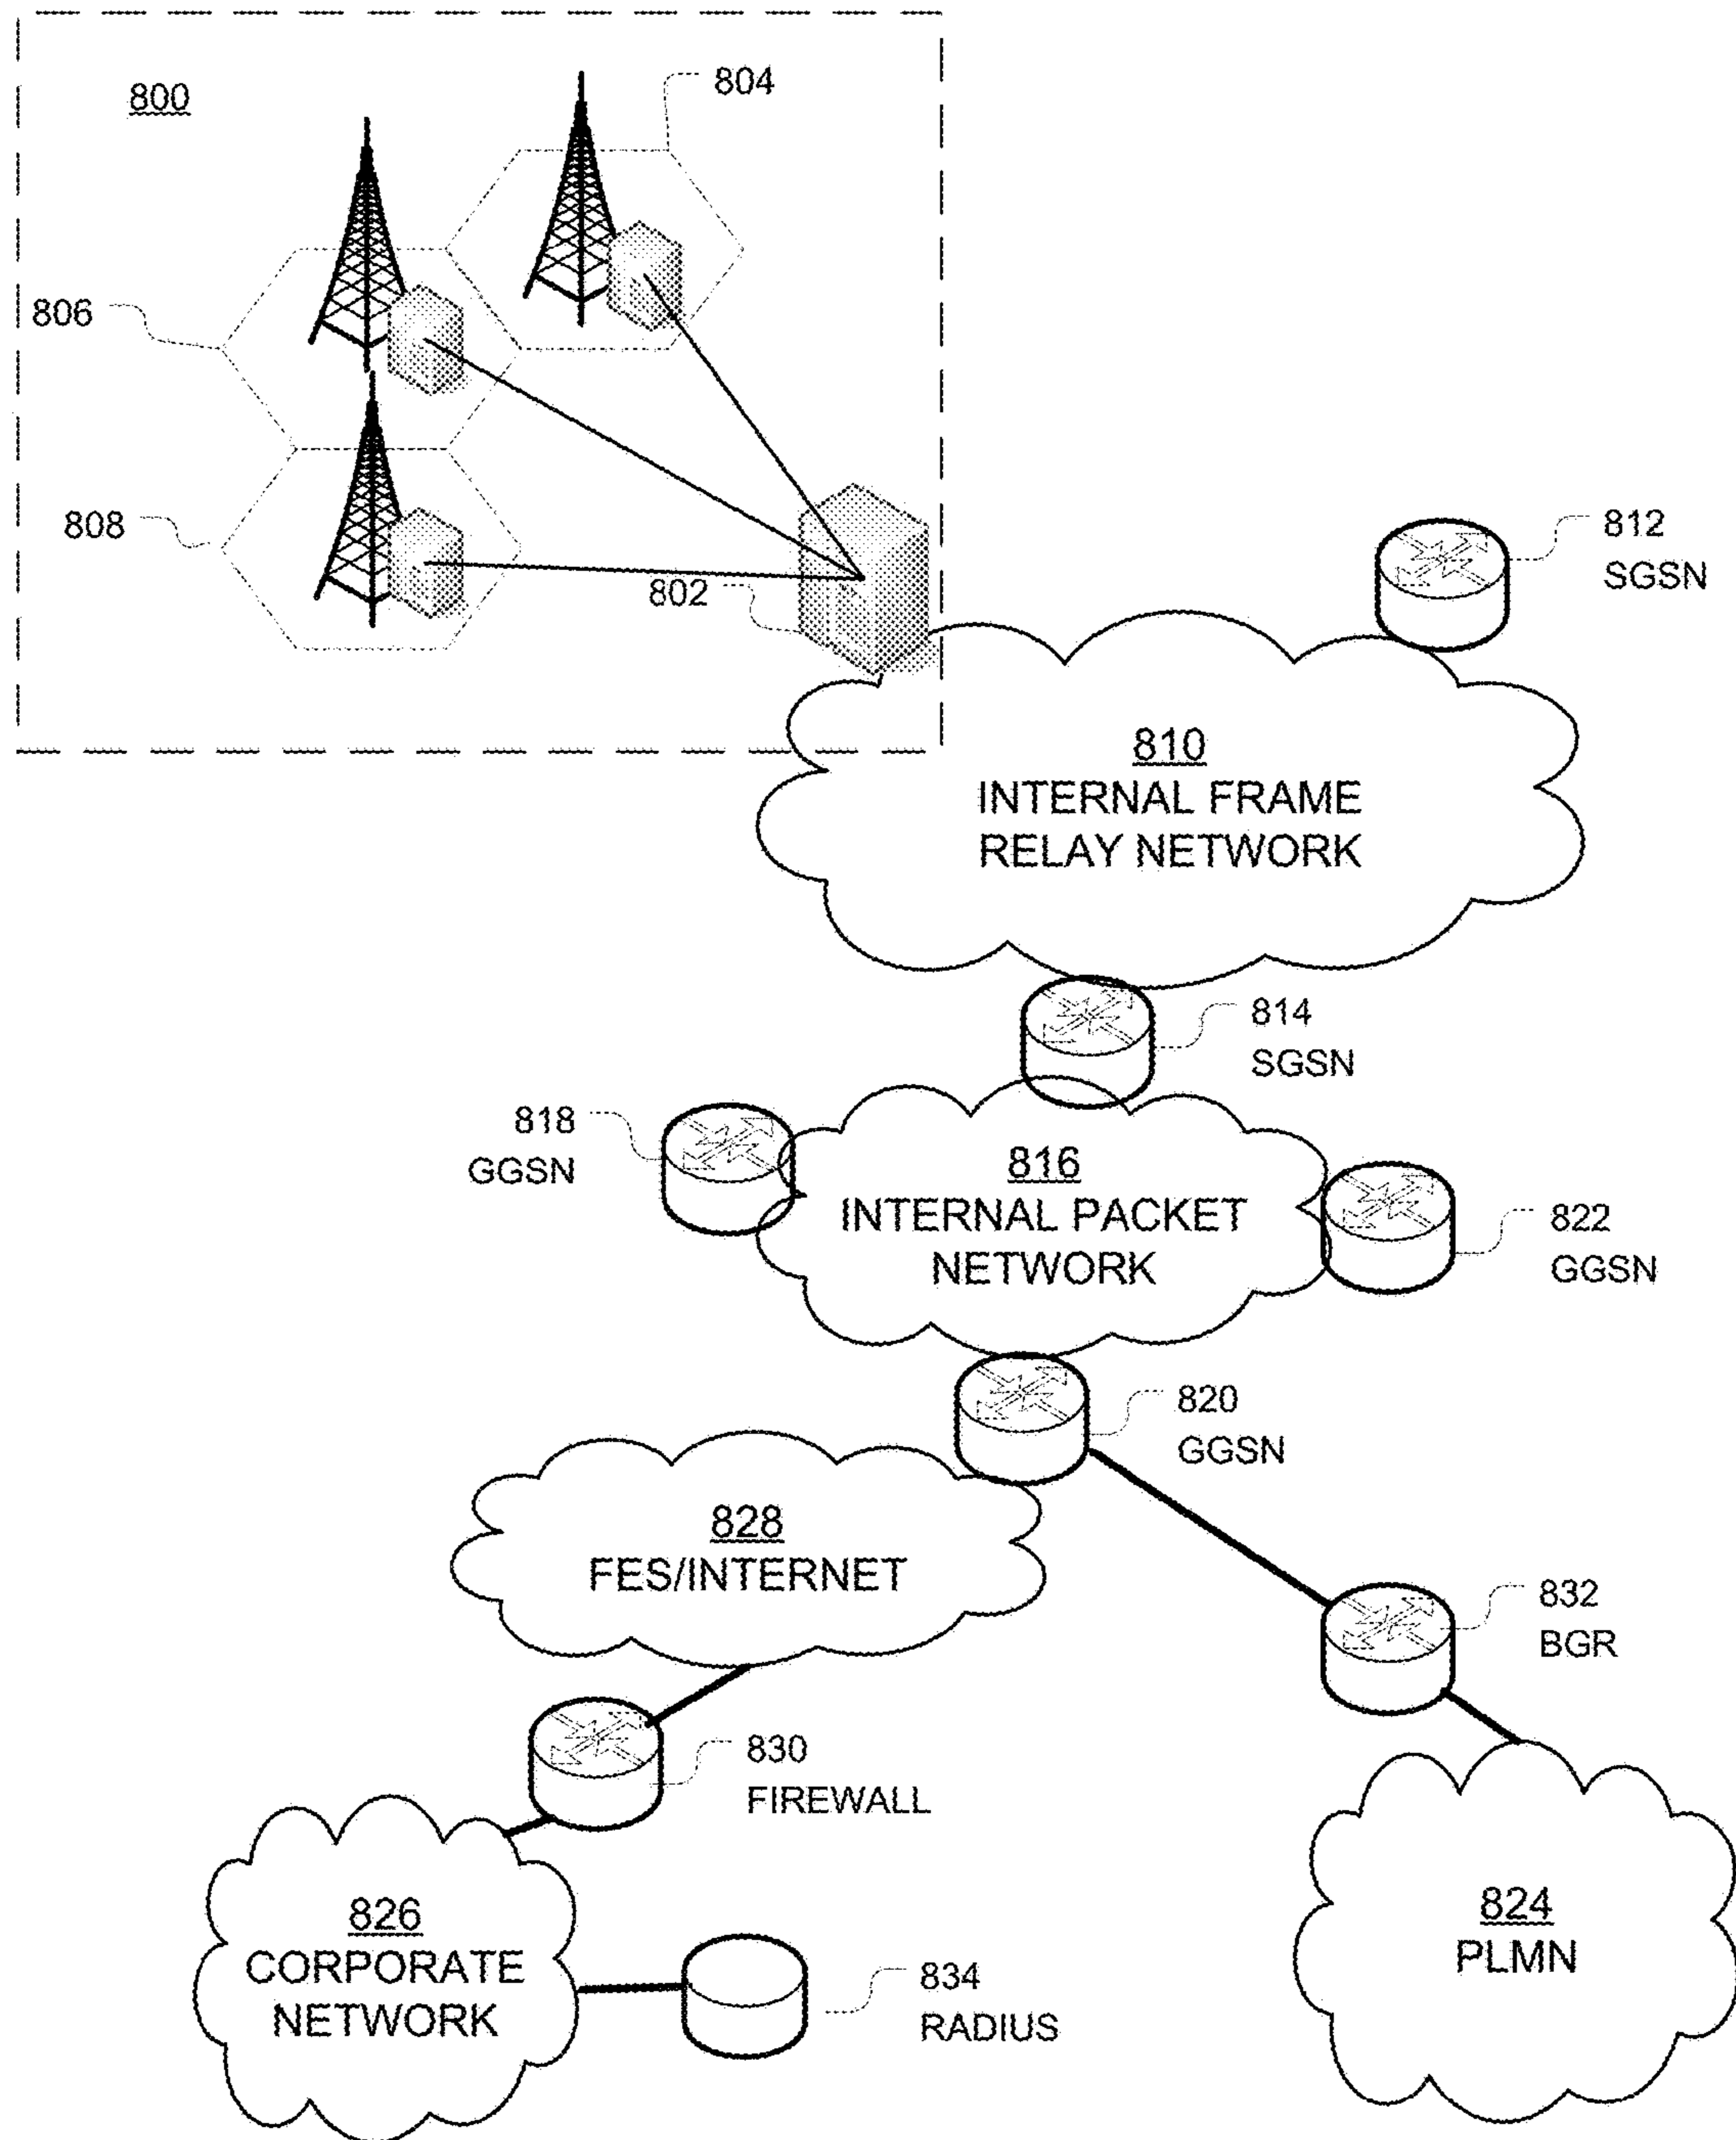 800
804
806
808
802
812
SGSN
810
INTERNAL FRAME
RELAY NETWORK
814
SGSN
818
GGSN
816
INTERNAL PACKET
NETWORK
822
GGSN
820
GGSN
828
FES/INTERNET
832
BGR
830
FIREWALL
826
CORPORATE
NETWORK
824
PLMN
834
RADIUS